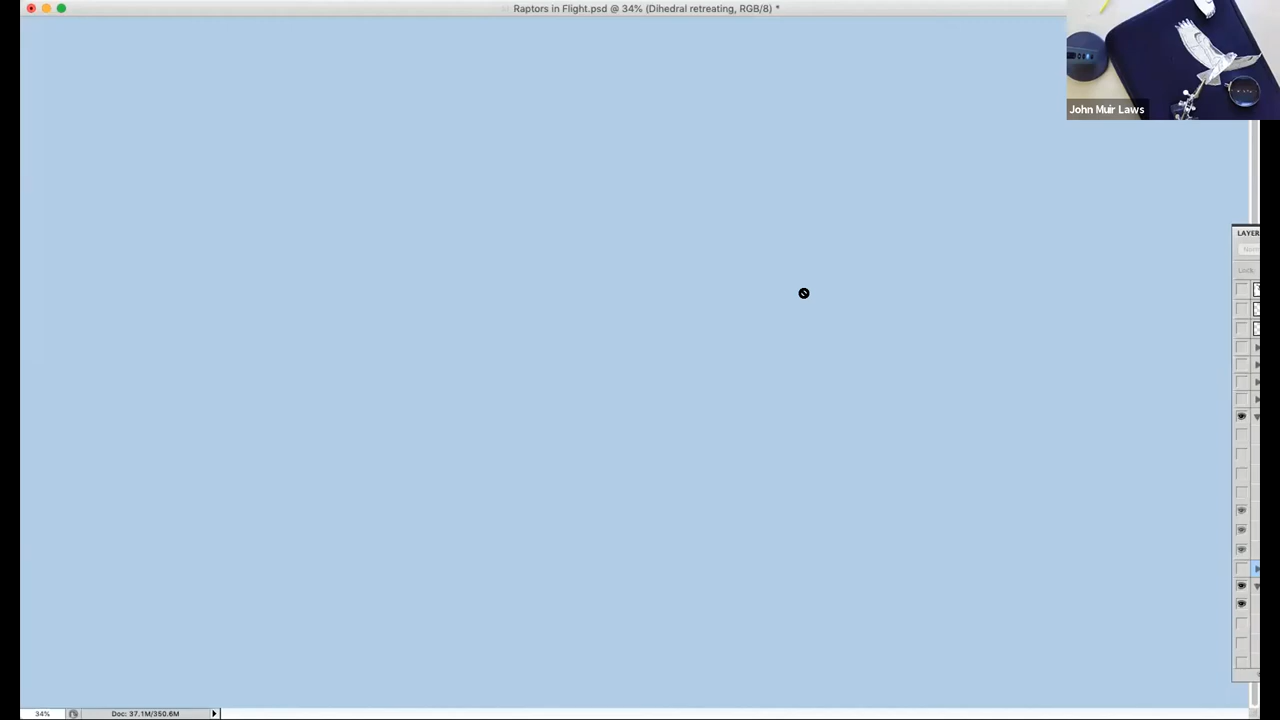 Raptors in Flight.psd @ 34% (Dihedral retreating, RGB/8) *
John Muir Laws
LAYER
Lock
34%
Doc: 37.1M/350.6M